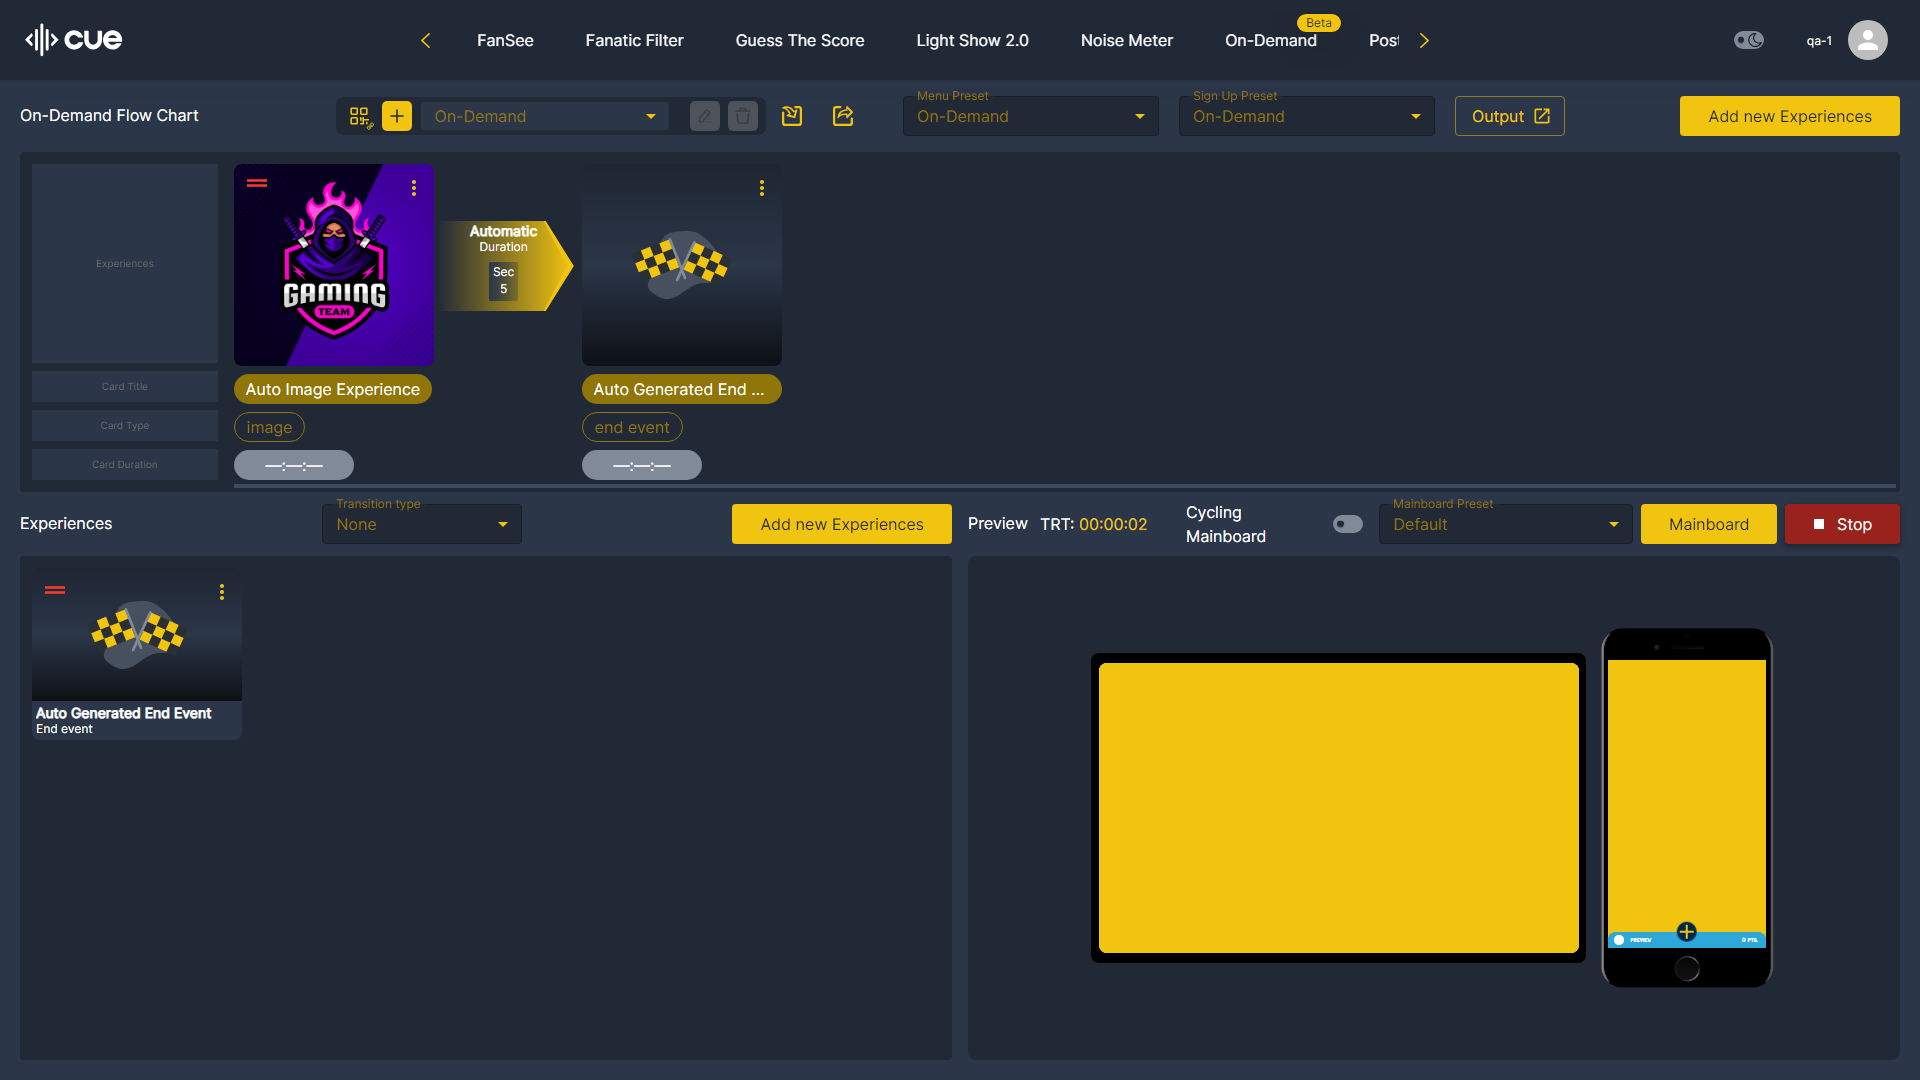 cue
FanSee
Fanatic Filter
Guess The Score
Light Show 2.0
Noise Meter
On-Demand
Beta
Pos
qa-1
On-Demand Flow Chart
On-Demand
Menu Preset
On-Demand
Sign Up Preset
On-Demand
Output
Add new Experiences
Experiences
Card Title
Card Type
Card Duration
GAMING
TEAM
Automatic
Duration
Sec
5
Auto Image Experience
image
—:—:—
Auto Generated End ...
end event
—:—:—
Experiences
Transition type
None
Add new Experiences
Preview
TRT: 00:00:02
Cycling
Mainboard
Mainboard Preset
Default
Mainboard
Stop
Auto Generated End Event
End event
PREVIEW
0 PTS.